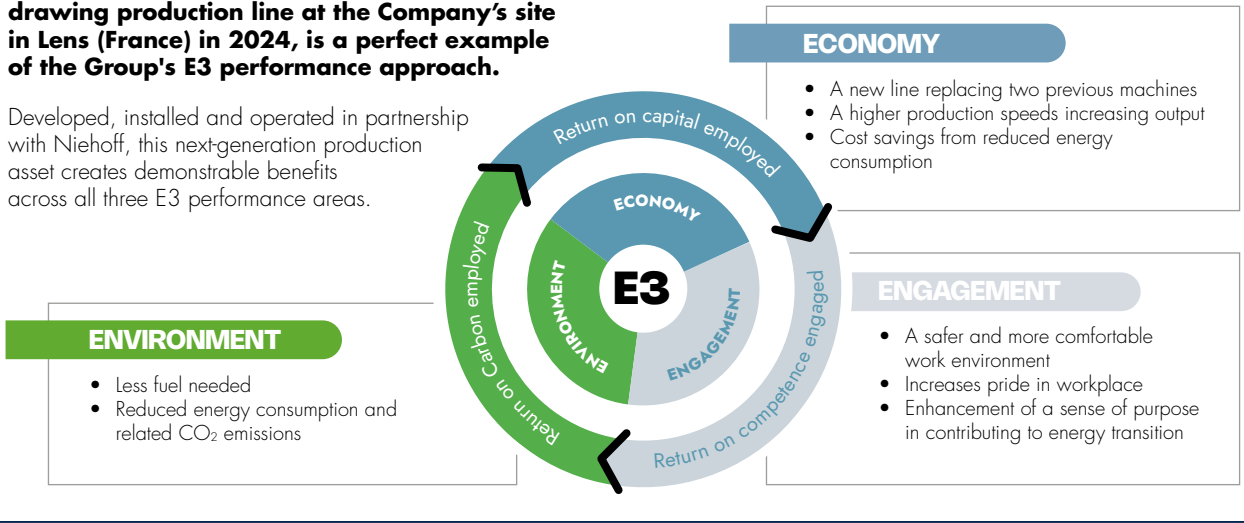 drawing production line at the Company’s site
in Lens (France) in 2024, is a perfect example
of the Group's E3 performance approach.
Developed, installed and operated in partnership
with Niehoff, this next-generation production
asset creates demonstrable benefits
across all three E3 performance areas.
ECONOMY
• A new line replacing two previous machines
• A higher production speeds increasing output
• Cost savings from reduced energy
consumption
Return on capital employed
ECONOMY
Return on Carbon employed
ENVIRONMENT
E3
ENGAGEMENT
Return on competence engaged
ENGAGEMENT
• A safer and more comfortable
work environment
• Increases pride in workplace
• Enhancement of a sense of purpose
in contributing to energy transition
ENVIRONMENT
• Less fuel needed
• Reduced energy consumption and
related CO₂ emissions